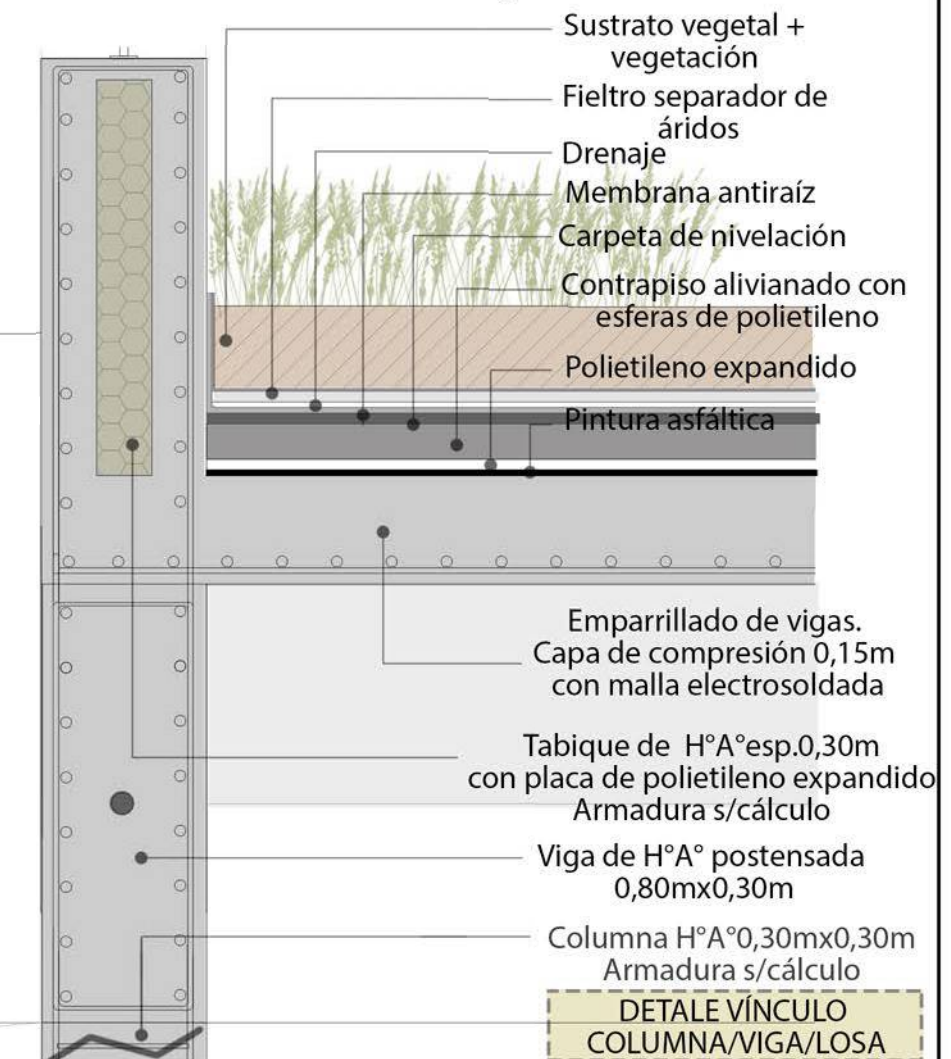 Sustrato vegetal +
vegetación
Fieltro separador de
áridos
Drenaje
Membrana antiraíz
Carpeta de nivelación
Contrapiso alivianado con
esferas de polietileno
Polietileno expandido
Pintura asfáltica
Emparrillado de vigas.
Capa de compresión 0,15m
con malla electrosoldada
Tabique de H°A°esp.0,30m
con placa de polietileno expandido
Armadura s/cálculo
Viga de H°A° postensada
0,80mx0,30m
Columna H°A°0,30mx0,30m
Armadura s/cálculo
DETALE VÍNCULO
COLUMNA/VIGA/LOSA